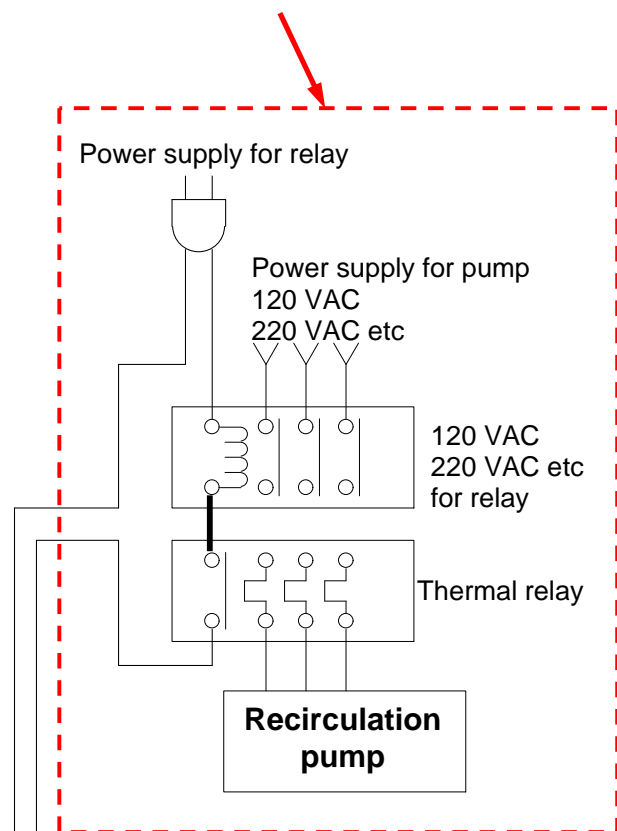 Power supply for relay
Power supply for pump
120 VAC
220 VAC etc
120 VAC
220 VAC etc
for relay
Thermal relay
Recirculation
pump